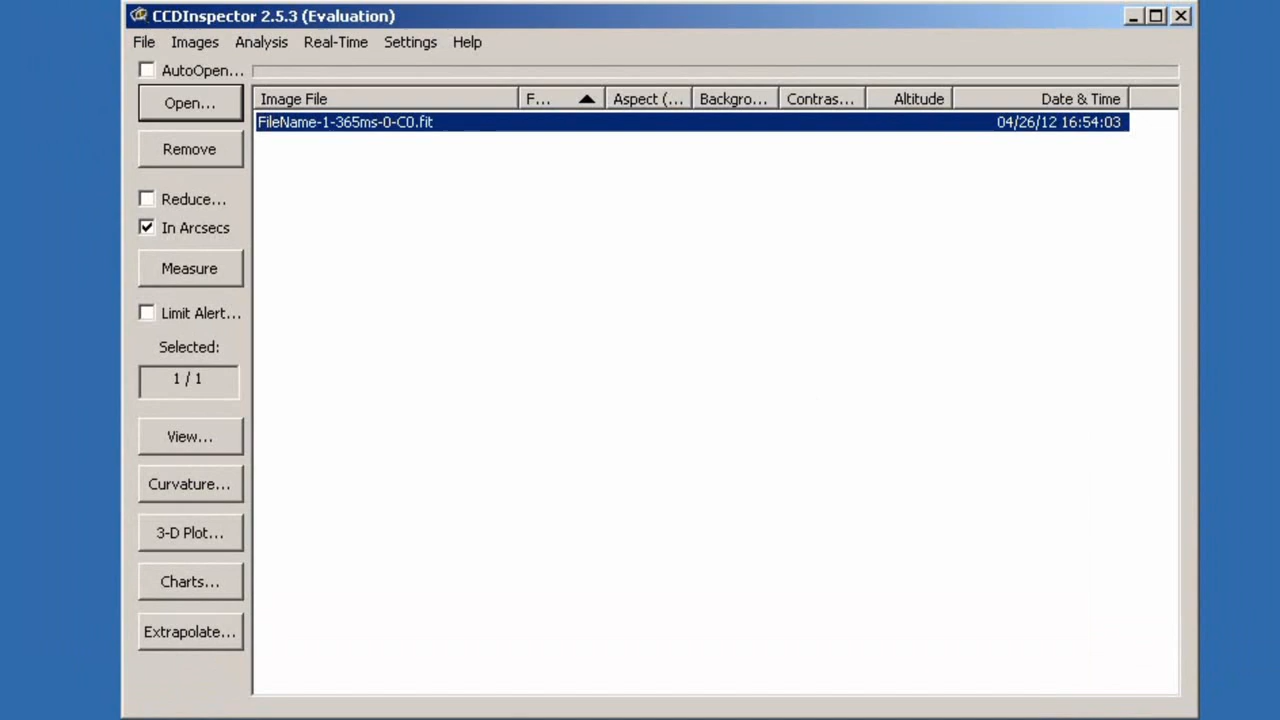 CCDInspector 2.5.3 (Evaluation)
File Images Analysis Real-Time Settings Help
AutoOpen...
Open...
Image File F... Aspect (... Backgro... Contras... Altitude Date & Time
FileName-1-365ms-0-C0.fit 04/26/12 16:54:03
Remove
Reduce...
In Arcsecs
Measure
Limit Alert...
Selected:
1 / 1
View...
Curvature...
3-D Plot...
Charts...
Extrapolate...